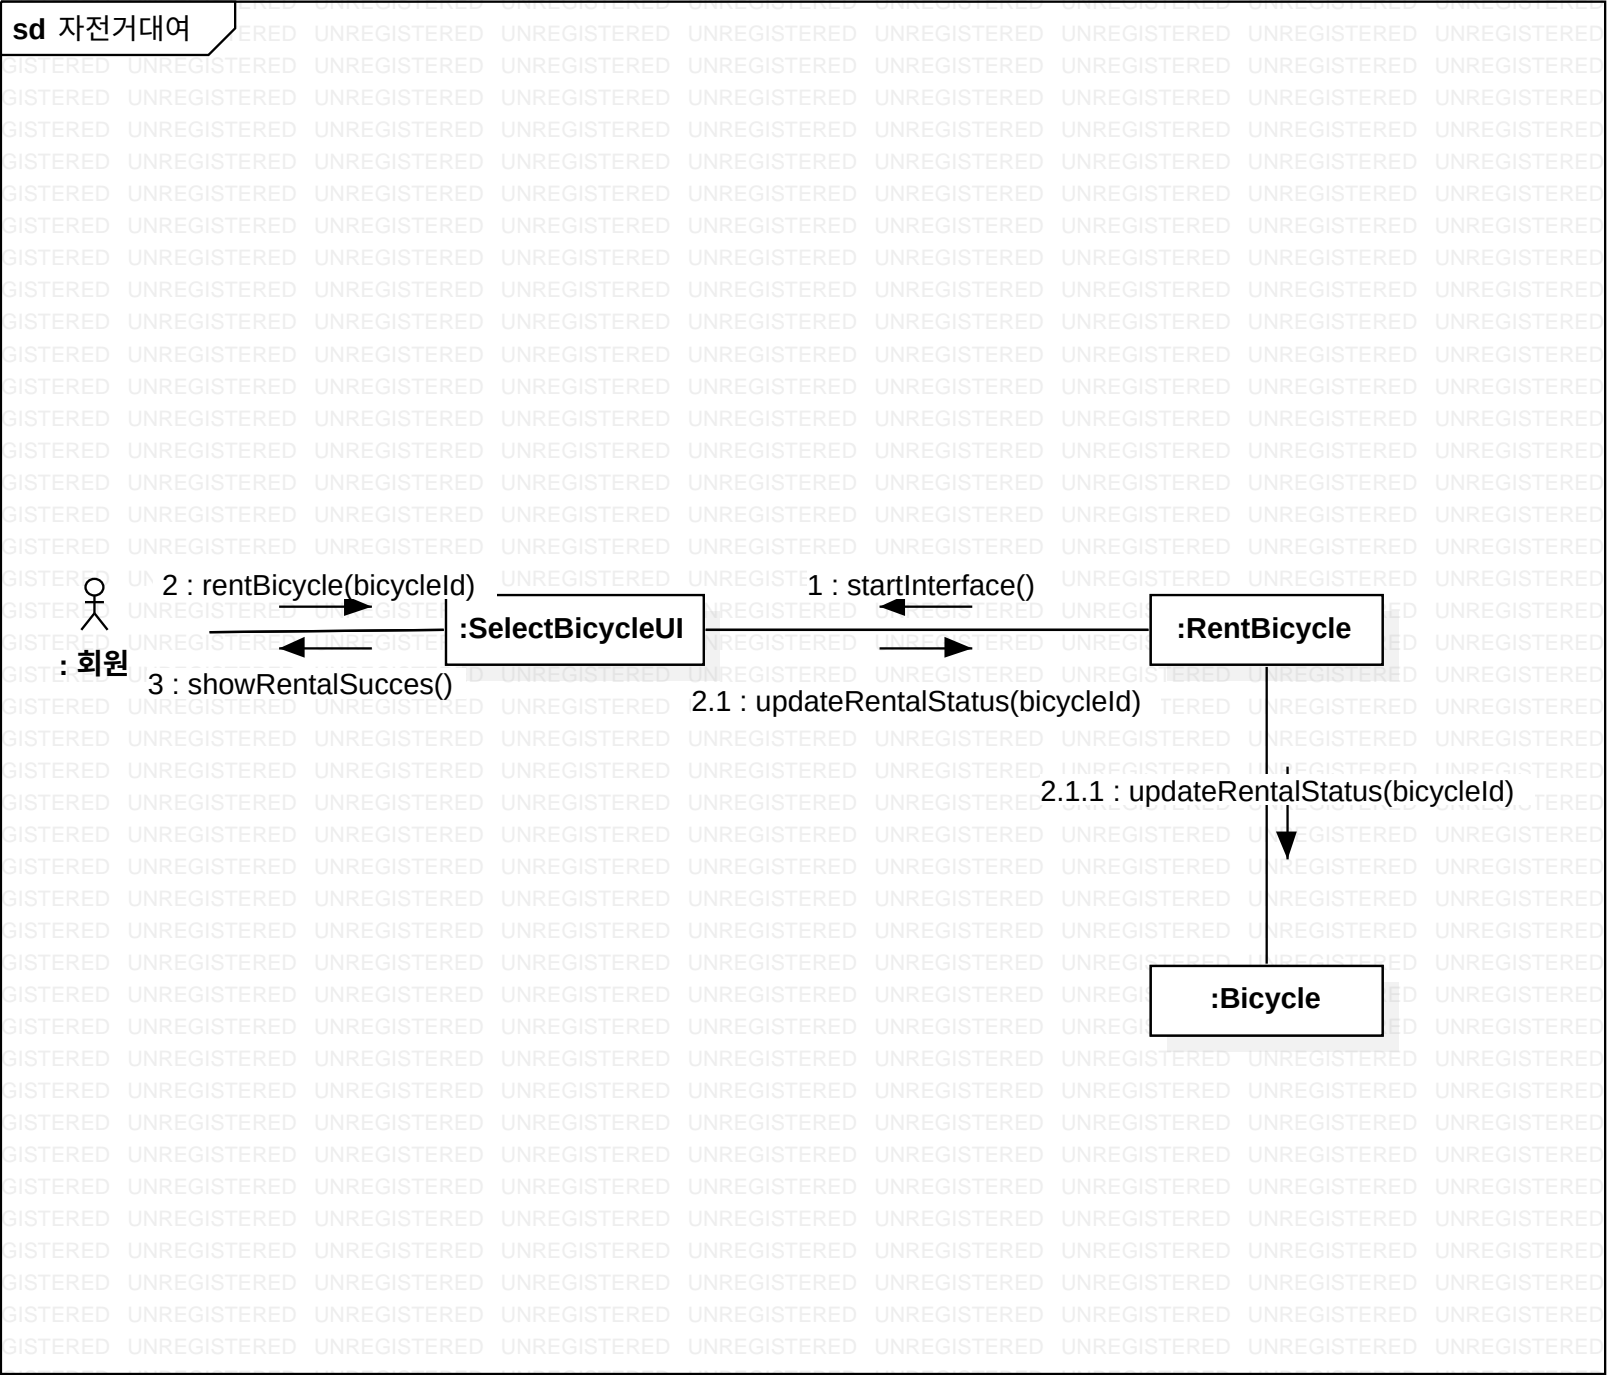 sd 자전거대여
2 : rentBicycle(bicycleId)
1 : startInterface()
: 회원
:SelectBicycleUI
:RentBicycle
3 : showRentalSucces()
2.1 : updateRentalStatus(bicycleId)
2.1.1 : updateRentalStatus(bicycleId)
:Bicycle
UNREGISTERED